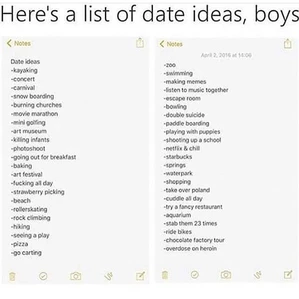 Here's a list of date ideas, boys
Notes
Date ideas
-kayaking
-concert
-carnival
-snow boarding
-burning churches
-movie marathon
-mini golfing
-art museum
-killing infants
-photoshoot
-going out for breakfast
-baking
-art festival
-fucking all day
-strawberry picking
-beach
-rollerskating
-rock climbing
-hiking
-seeing a play
-pizza
-go carting
Notes
April 2, 2016 at 14:06
-zoo
-swimming
-making memes
-listen to music together
-escape room
-bowling
-double suicide
-paddle boarding
-playing with puppies
-shooting up a school
-netflix & chill
-starbucks
-springs
-waterpark
-shopping
-take over poland
-cuddle all day
-try a fancy restaurant
-aquarium
-stab them 23 times
-ride bikes
-chocolate factory tour
-overdose on heroin